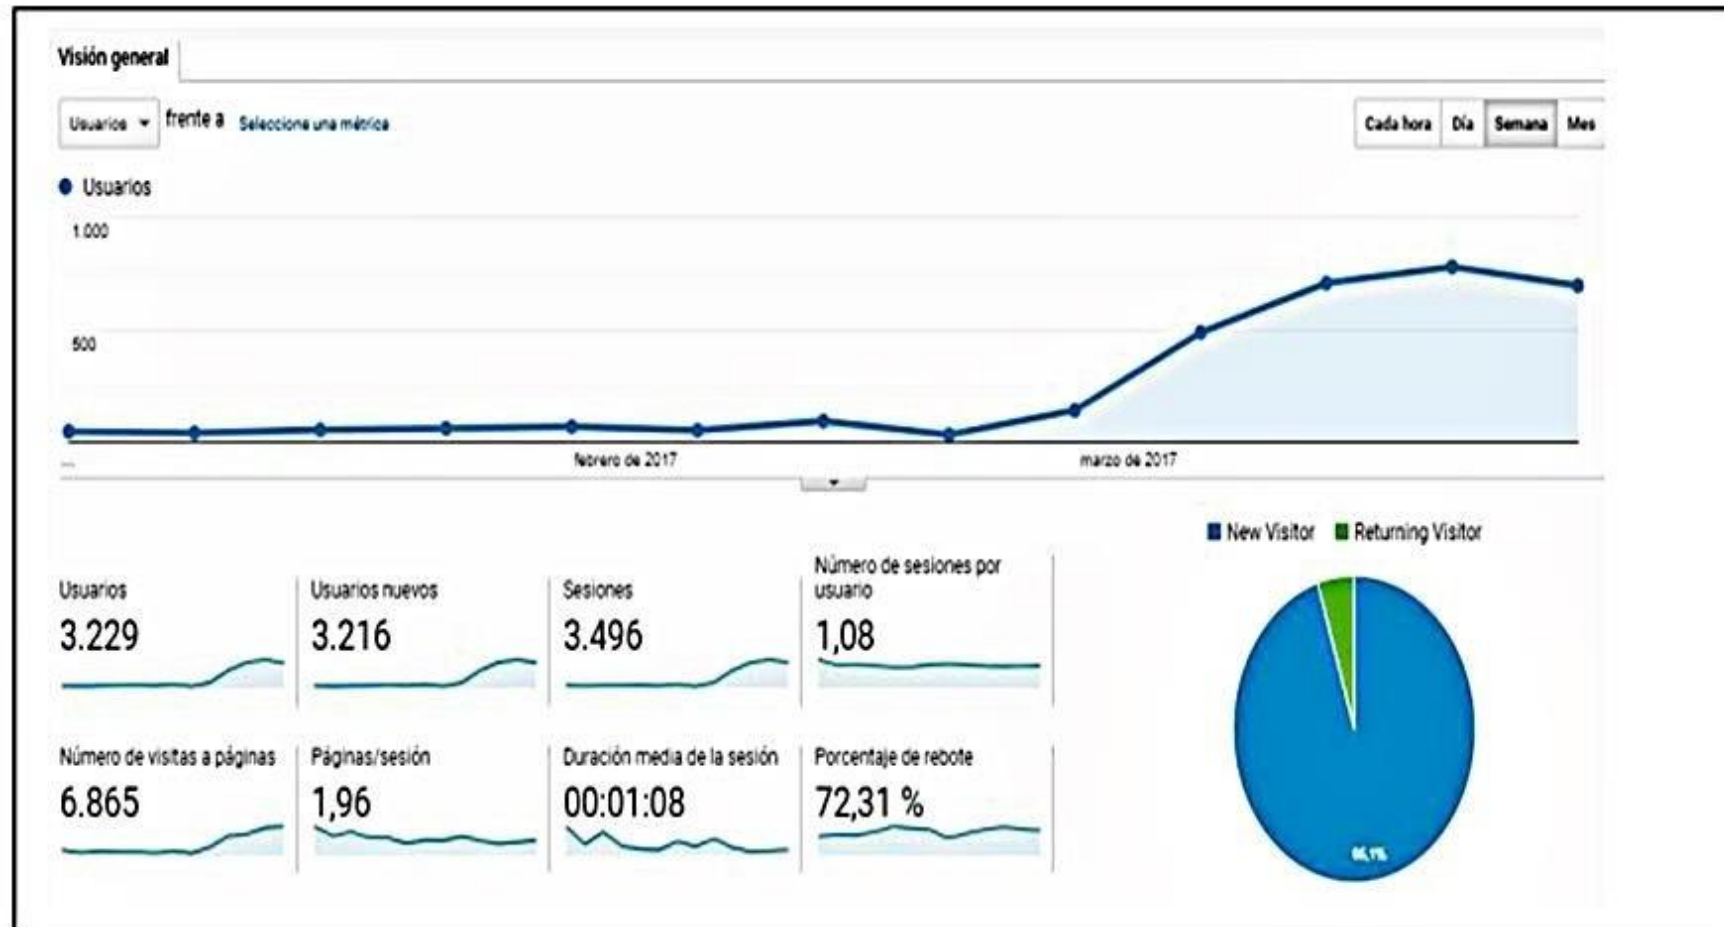 Visión general
Usuarios frente a Seleccione una métrica
Cada hora Día Semana Mes
Usuarios
1.000
500
...
febrero de 2017
marzo de 2017
New Visitor Returning Visitor
Usuarios
3.229
Usuarios nuevos
3.216
Sesiones
3.496
Número de sesiones por
usuario
1,08
Número de visitas a páginas
6.865
Páginas/sesión
1,96
Duración media de la sesión
00:01:08
Porcentaje de rebote
72,31 %